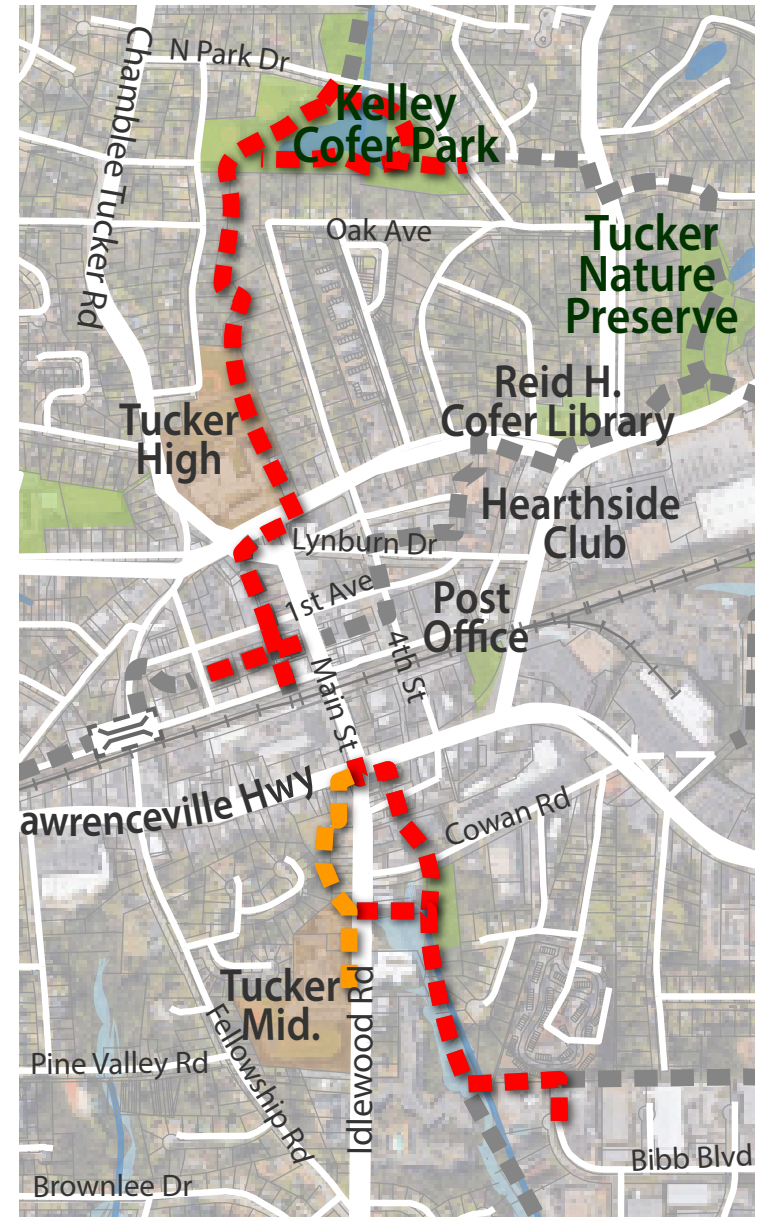 N Park Dr
Chamblee Tucker Rd
Kelley
Cofer Park
Oak Ave
Tucker
Nature
Preserve
Reid H.
Cofer Library
Tucker
High
Hearthside
Club
Lynburn Dr
1st Ave
Post
Office
4th St
Main St
awrenceville Hwy
Cowan Rd
Tucker
Mid.
Idlewood Rd
Fellowship Rd
Pine Valley Rd
Bibb Blvd
Brownlee Dr